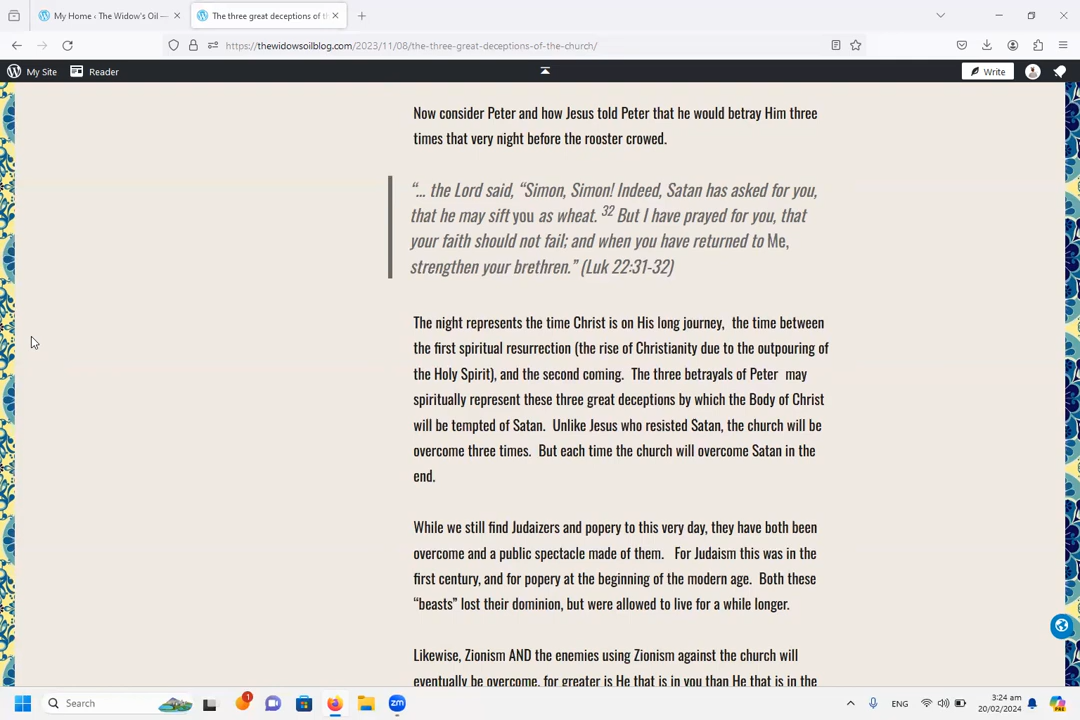 My Home ‹ The Widow's Oil —
The three great deceptions of th
https://thewidowsoilblog.com/2023/11/08/the-three-great-deceptions-of-the-church/
My Site
Reader
Write
Now consider Peter and how Jesus told Peter that he would betray Him three
times that very night before the rooster crowed.
“… the Lord said, “Simon, Simon! Indeed, Satan has asked for you,
that he may sift you as wheat. 32 But I have prayed for you, that
your faith should not fail; and when you have returned to Me,
strengthen your brethren.” (Luk 22:31-32)
The night represents the time Christ is on His long journey,  the time between
the first spiritual resurrection (the rise of Christianity due to the outpouring of
the Holy Spirit), and the second coming.  The three betrayals of Peter  may
spiritually represent these three great deceptions by which the Body of Christ
will be tempted of Satan.  Unlike Jesus who resisted Satan, the church will be
overcome three times.  But each time the church will overcome Satan in the
end.
While we still find Judaizers and popery to this very day, they have both been
overcome and a public spectacle made of them.   For Judaism this was in the
first century, and for popery at the beginning of the modern age.  Both these
“beasts” lost their dominion, but were allowed to live for a while longer.
Likewise, Zionism AND the enemies using Zionism against the church will
eventually be overcome, for greater is He that is in you than He that is in the
Search
1
zm
ENG
3:24 am
20/02/2024
PRE